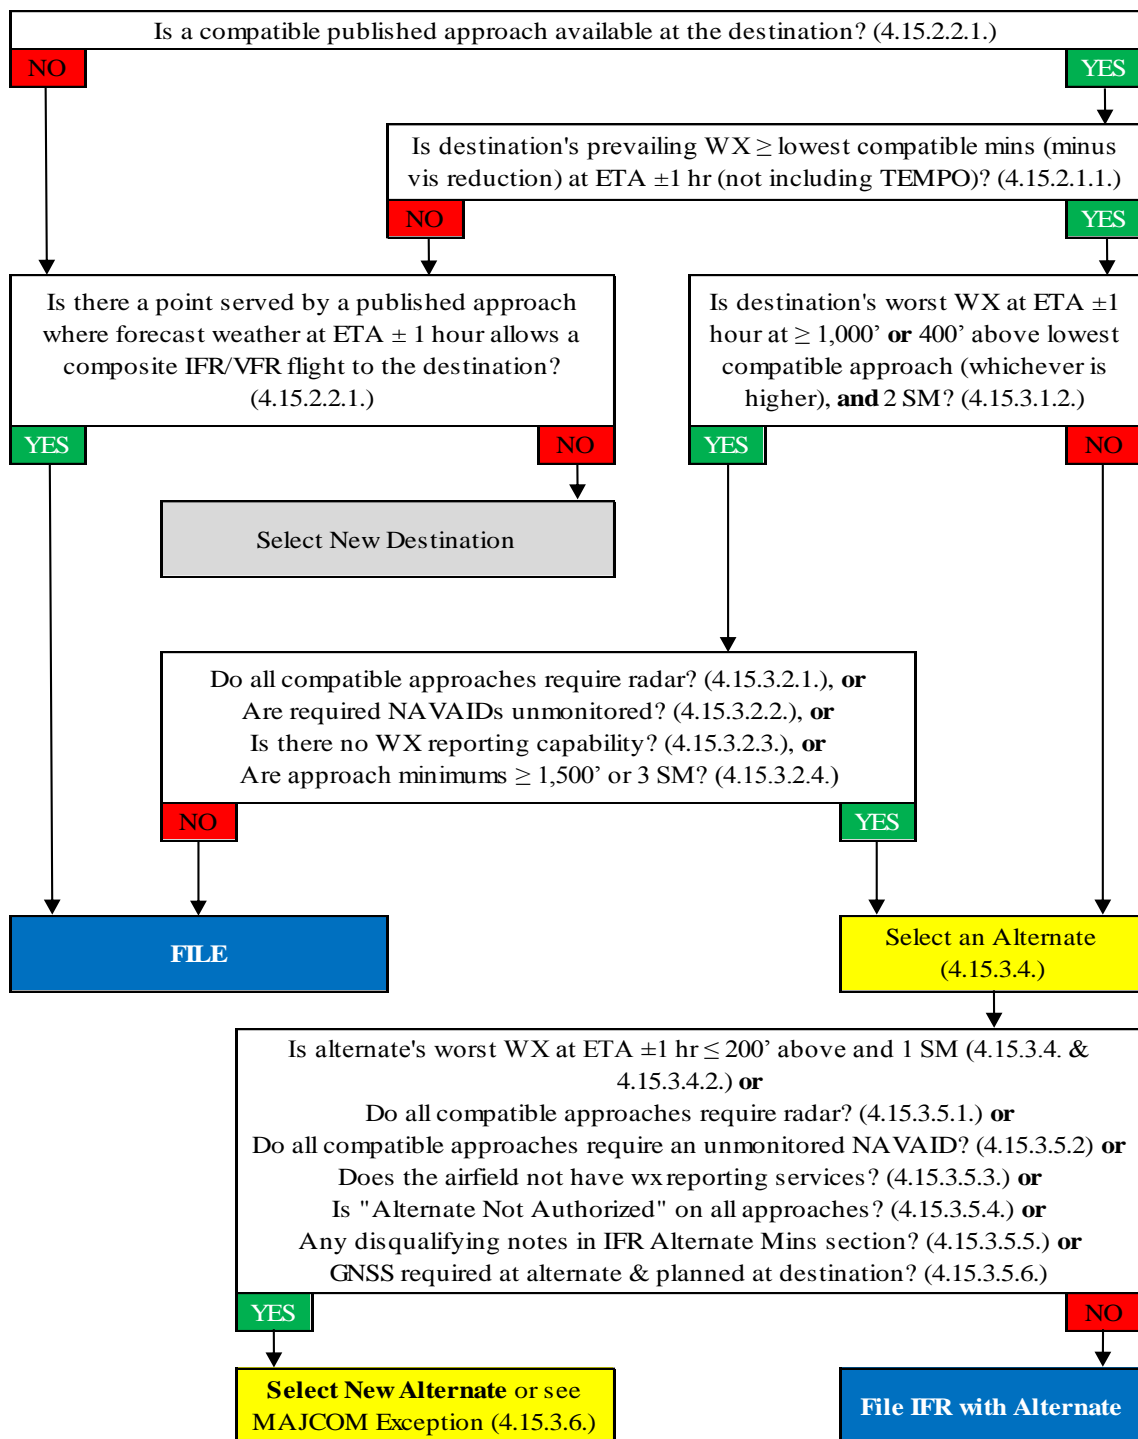 Is a compatible published approach available at the destination? (4.15.2.2.1.)
NO
YES
Is destination's prevailing WX ≥ lowest compatible mins (minus
vis reduction) at ETA ±1 hr (not including TEMPO)? (4.15.2.1.1.)
NO
YES
Is there a point served by a published approach
where forecast weather at ETA ± 1 hour allows a
composite IFR/VFR flight to the destination?
(4.15.2.2.1.)
YES
NO
Is destination's worst WX at ETA ±1
hour at ≥ 1,000’ or 400’ above lowest
compatible approach (whichever is
higher), and 2 SM? (4.15.3.1.2.)
YES
NO
Select New Destination
Do all compatible approaches require radar? (4.15.3.2.1.), or
Are required NAVAIDs unmonitored? (4.15.3.2.2.), or
Is there no WX reporting capability? (4.15.3.2.3.), or
Are approach minimums ≥ 1,500’ or 3 SM? (4.15.3.2.4.)
NO
YES
FILE
Select an Alternate
(4.15.3.4.)
Is alternate's worst WX at ETA ±1 hr ≤ 200’ above and 1 SM (4.15.3.4. &
4.15.3.4.2.) or
Do all compatible approaches require radar? (4.15.3.5.1.) or
Do all compatible approaches require an unmonitored NAVAID? (4.15.3.5.2) or
Does the airfield not have wx reporting services? (4.15.3.5.3.) or
Is "Alternate Not Authorized" on all approaches? (4.15.3.5.4.) or
Any disqualifying notes in IFR Alternate Mins section? (4.15.3.5.5.) or
GNSS required at alternate & planned at destination? (4.15.3.5.6.)
YES
NO
Select New Alternate or see
MAJCOM Exception (4.15.3.6.)
File IFR with Alternate